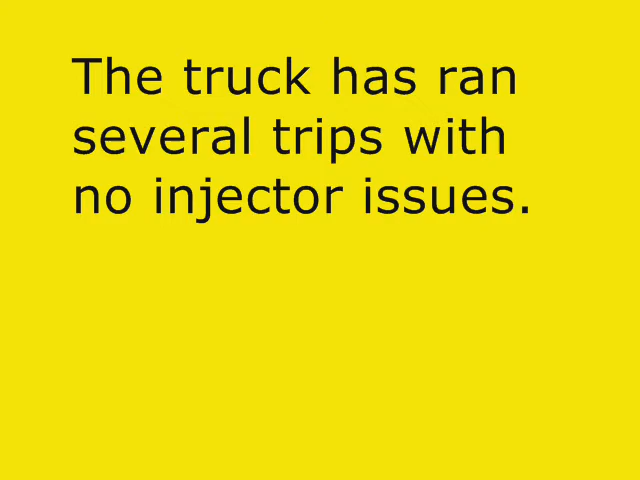 The truck has ran
several trips with
no injector issues.